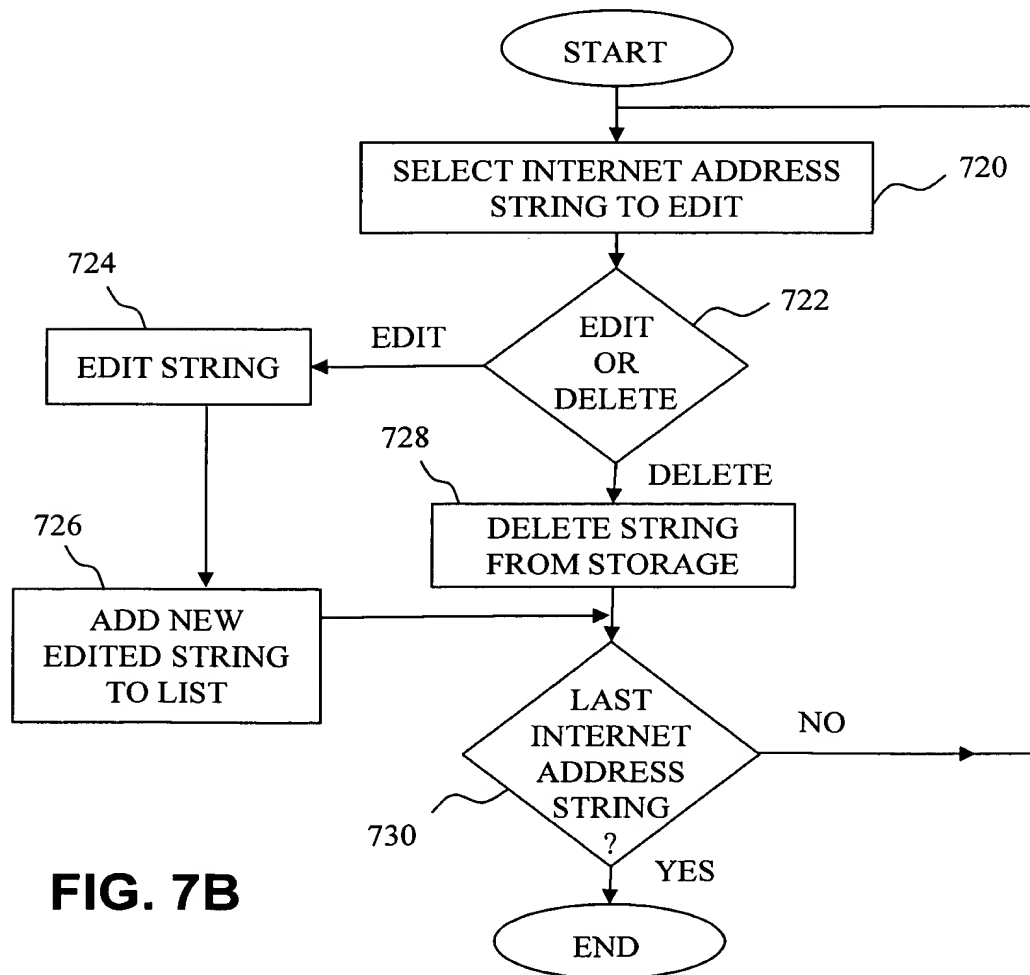 START
SELECT INTERNET ADDRESS
STRING TO EDIT
720
724
722
EDIT
EDIT
OR
DELETE
EDIT STRING
728
DELETE
726
DELETE STRING
FROM STORAGE
ADD NEW
EDITED STRING
TO LIST
LAST
INTERNET
ADDRESS
STRING
?
NO
730
YES
FIG. 7B
END